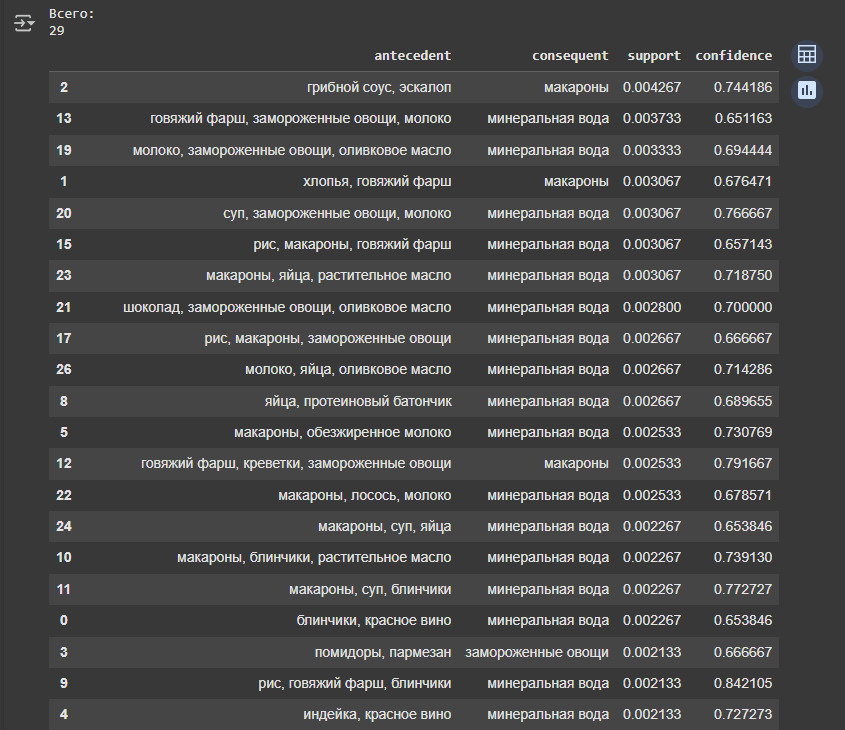 Всего:
29
antecedent consequent support confidence
2 грибной соус, эскалоп макароны 0.004267 0.744186
13 говяжий фарш, замороженные овощи, молоко минеральная вода 0.003733 0.651163
19 молоко, замороженные овощи, оливковое масло минеральная вода 0.003333 0.694444
1 хлопья, говяжий фарш макароны 0.003067 0.676471
20 суп, замороженные овощи, молоко минеральная вода 0.003067 0.766667
15 рис, макароны, говяжий фарш минеральная вода 0.003067 0.657143
23 макароны, яйца, растительное масло минеральная вода 0.003067 0.718750
21 шоколад, замороженные овощи, оливковое масло минеральная вода 0.002800 0.700000
17 рис, макароны, замороженные овощи минеральная вода 0.002667 0.666667
26 молоко, яйца, оливковое масло минеральная вода 0.002667 0.714286
8 яйца, протеиновый батончик минеральная вода 0.002667 0.689655
5 макароны, обезжиренное молоко минеральная вода 0.002533 0.730769
12 говяжий фарш, креветки, замороженные овощи макароны 0.002533 0.791667
22 макароны, лосось, молоко минеральная вода 0.002533 0.678571
24 макароны, суп, яйца минеральная вода 0.002267 0.653846
10 макароны, блинчики, растительное масло минеральная вода 0.002267 0.739130
11 макароны, суп, блинчики минеральная вода 0.002267 0.772727
0 блинчики, красное вино минеральная вода 0.002267 0.653846
3 помидоры, пармезан замороженные овощи 0.002133 0.666667
9 рис, говяжий фарш, блинчики минеральная вода 0.002133 0.842105
4 индейка, красное вино минеральная вода 0.002133 0.727273